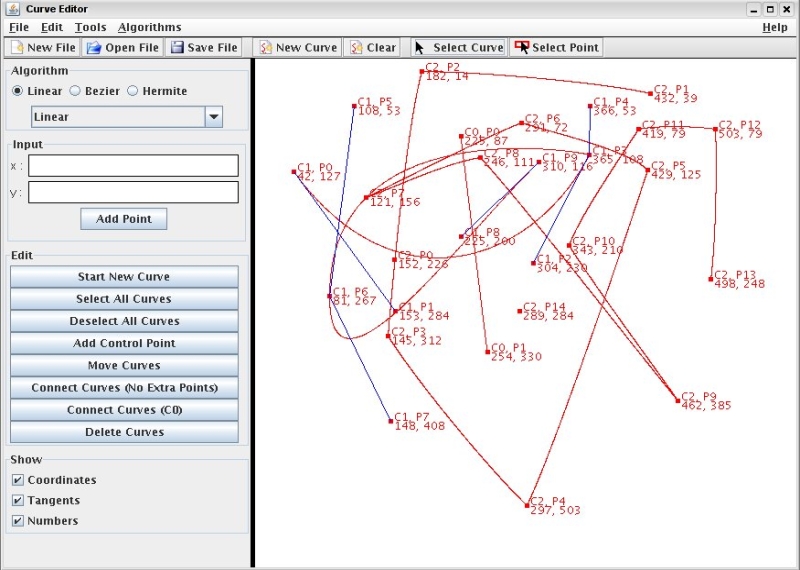 Curve Editor
File Edit Tools Algorithms Help
New File Open File Save File New Curve Clear Select Curve Select Point
Algorithm
Linear Bezier Hermite
Linear
Input
x :
y :
Add Point
Edit
Start New Curve
Select All Curves
Deselect All Curves
Add Control Point
Move Curves
Connect Curves (No Extra Points)
Connect Curves (C0)
Delete Curves
Show
Coordinates
Tangents
Numbers
C2, P2
182, 14
C2, P1
432, 39
C1, P5
108, 53
C1, P4
366, 53
C2, P6
291, 72
C2, P11
419, 79
C2, P12
503, 79
C0, P0
225, 87
C2, P8
246, 111
C1, P9
310, 116
C1, P3
365, 108
C2, P5
429, 125
C1, P0
42, 127
C2, P7
121, 156
C1, P8
225, 200
C2, P10
343, 210
C2, P0
152, 226
C1, P2
304, 230
C2, P13
498, 248
C1, P6
81, 267
C1, P1
153, 284
C2, P14
289, 284
C2, P3
145, 312
C0, P1
254, 330
C2, P9
462, 385
C1, P7
148, 408
C2, P4
297, 503